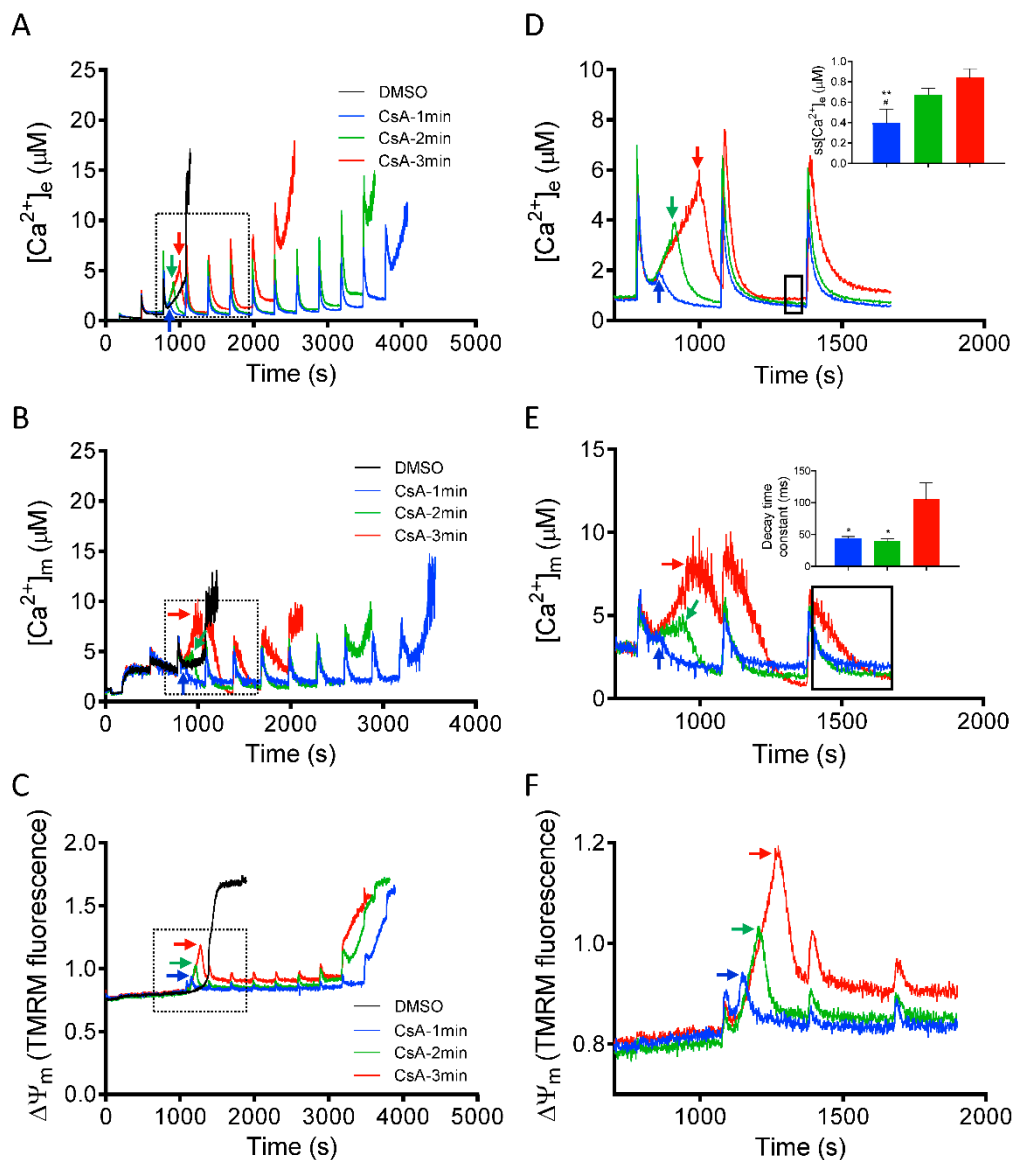 A
[Ca²⁺]e (μM)
25
20
15
10
5
0
0 1000 2000 3000 4000 5000
Time (s)
DMSO
CsA-1min
CsA-2min
CsA-3min
D
[Ca²⁺]e (μM)
10
8
6
4
2
0
1000 1500 2000
Time (s)
ss[Ca²⁺]e (μM)
1.0
0.8
0.6
0.4
0.2
0.0
**
#
B
[Ca²⁺]m (μM)
25
20
15
10
5
0
0 1000 2000 3000 4000
Time (s)
DMSO
CsA-1min
CsA-2min
CsA-3min
E
[Ca²⁺]m (μM)
15
10
5
0
1000 1500 2000
Time (s)
Decay time
constant (ms)
150
100
50
0
* *
C
ΔΨm (TMRM fluorescence)
2.0
1.5
1.0
0.5
0.0
0 1000 2000 3000 4000 5000
Time (s)
DMSO
CsA-1min
CsA-2min
CsA-3min
F
ΔΨm (TMRM fluorescence)
1.2
1.0
0.8
1000 1500 2000
Time (s)